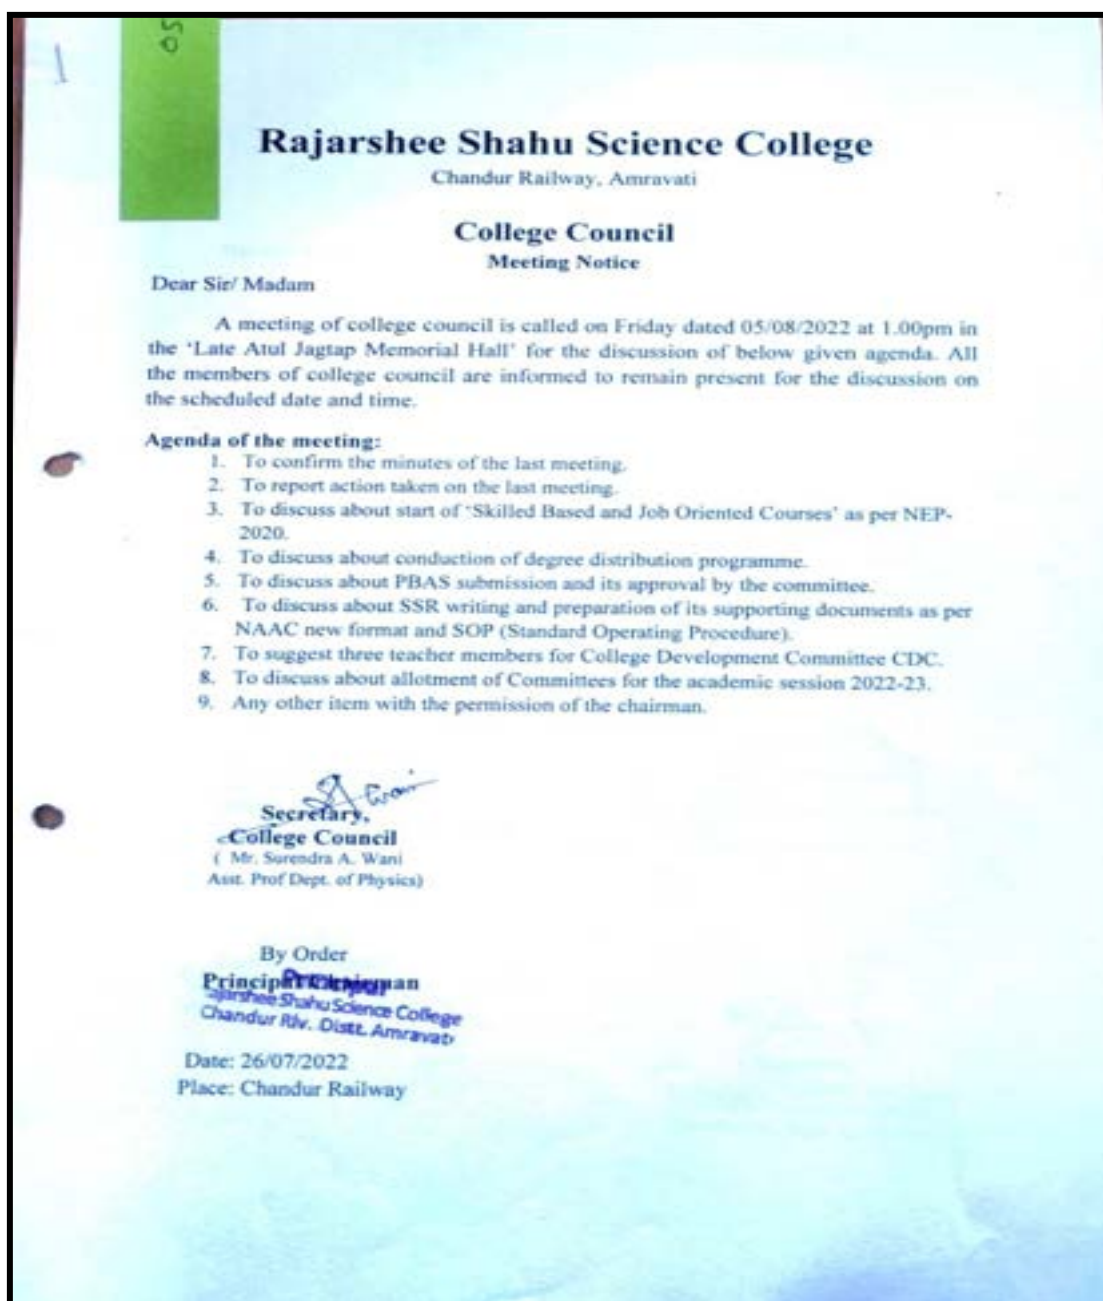 1
05
Rajarshee Shahu Science College
Chandur Railway, Amravati
College Council
Meeting Notice
Dear Sir/ Madam
A meeting of college council is called on Friday dated 05/08/2022 at 1.00pm in
the ‘Late Atul Jagtap Memorial Hall’ for the discussion of below given agenda. All
the members of college council are informed to remain present for the discussion on
the scheduled date and time.
Agenda of the meeting:
1. To confirm the minutes of the last meeting.
2. To report action taken on the last meeting.
3. To discuss about start of ‘Skilled Based and Job Oriented Courses’ as per NEP-
2020.
4. To discuss about conduction of degree distribution programme.
5. To discuss about PBAS submission and its approval by the committee.
6. To discuss about SSR writing and preparation of its supporting documents as per
NAAC new format and SOP (Standard Operating Procedure).
7. To suggest three teacher members for College Development Committee CDC.
8. To discuss about allotment of Committees for the academic session 2022-23.
9. Any other item with the permission of the chairman.
Secretary,
College Council
( Mr. Surendra A. Wani
Asst. Prof Dept. of Physics)
By Order
Principal Chairman
Principal
Rajarshee Shahu Science College
Chandur Rlv. Distt. Amravati
Date: 26/07/2022
Place: Chandur Railway